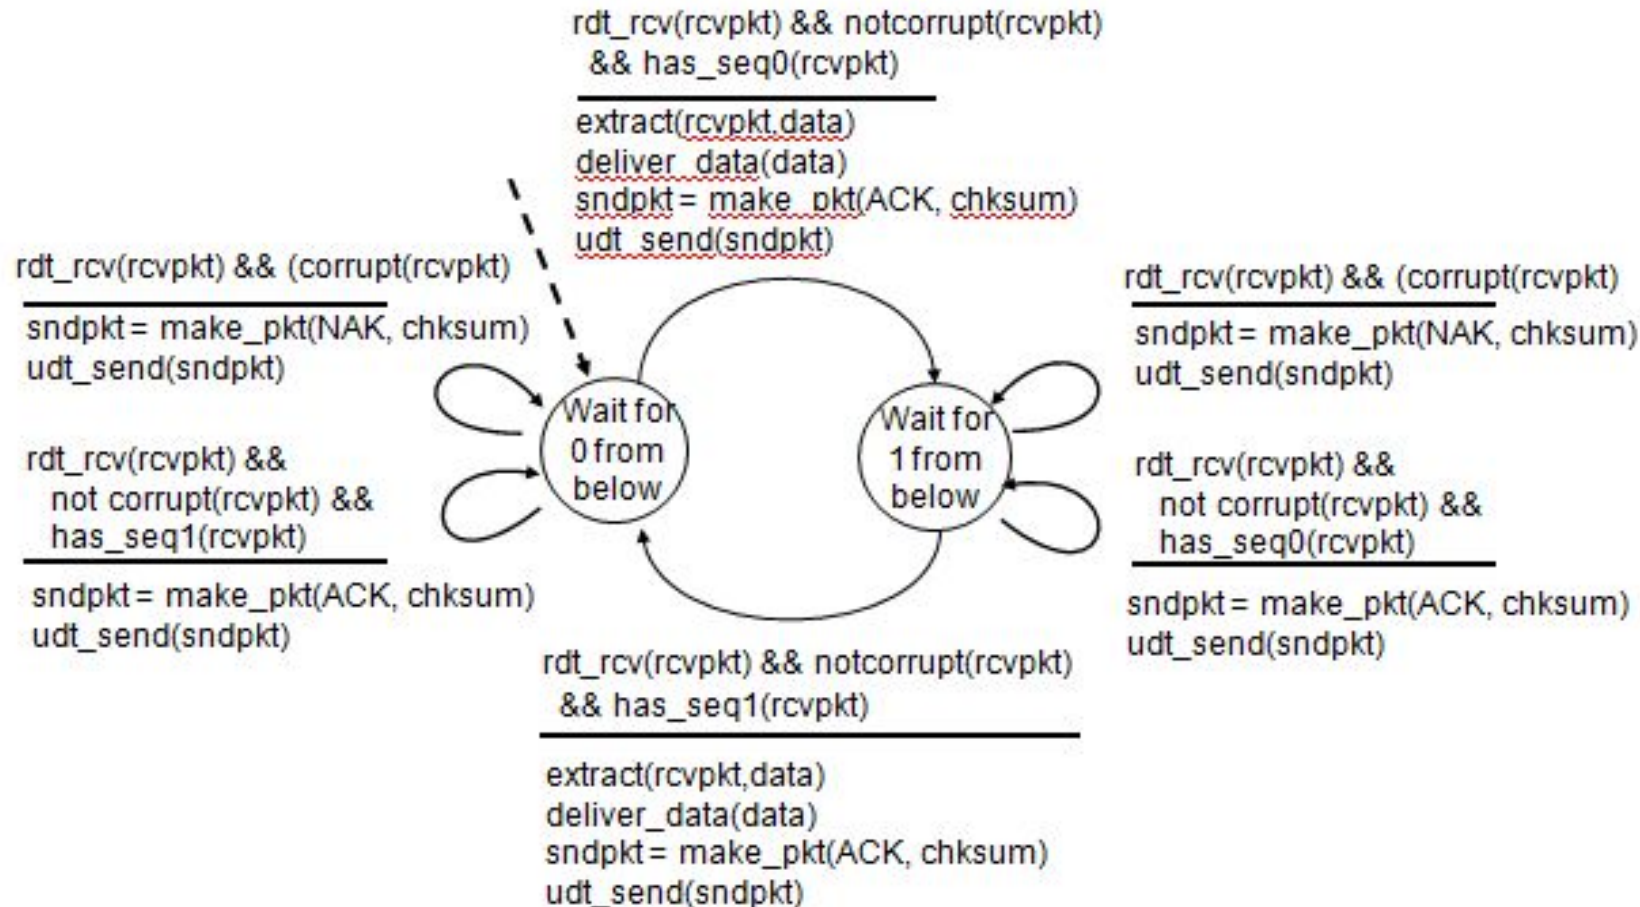 rdt_rcv(rcvpkt) && notcorrupt(rcvpkt)
&& has_seq0(rcvpkt)
extract(rcvpkt,data)
deliver_data(data)
sndpkt = make_pkt(ACK, chksum)
udt_send(sndpkt)
rdt_rcv(rcvpkt) && (corrupt(rcvpkt)
sndpkt = make_pkt(NAK, chksum)
udt_send(sndpkt)
rdt_rcv(rcvpkt) &&
not corrupt(rcvpkt) &&
has_seq1(rcvpkt)
sndpkt = make_pkt(ACK, chksum)
udt_send(sndpkt)
Wait for
0 from
below
Wait for
1 from
below
rdt_rcv(rcvpkt) && (corrupt(rcvpkt)
sndpkt = make_pkt(NAK, chksum)
udt_send(sndpkt)
rdt_rcv(rcvpkt) &&
not corrupt(rcvpkt) &&
has_seq0(rcvpkt)
sndpkt = make_pkt(ACK, chksum)
udt_send(sndpkt)
rdt_rcv(rcvpkt) && notcorrupt(rcvpkt)
&& has_seq1(rcvpkt)
extract(rcvpkt,data)
deliver_data(data)
sndpkt = make_pkt(ACK, chksum)
udt_send(sndpkt)